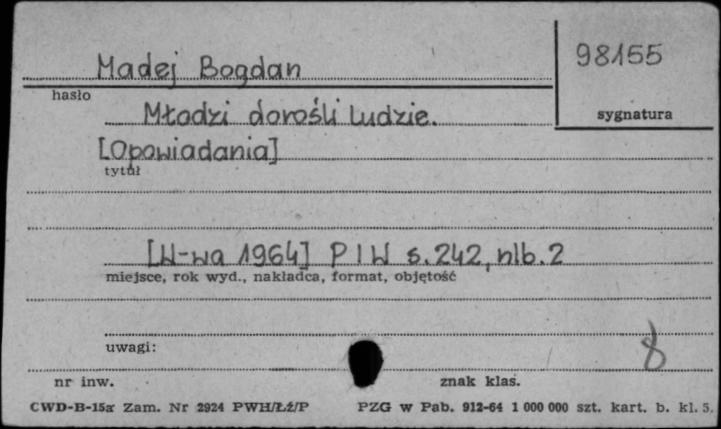 Madej Bogdan
98155
hasło
Młodzi dorośli ludzie.
sygnatura
[Opowiadania]
tytuł
[W-wa 1964] PIW s. 242, nlb. 2
miejsce, rok wyd., nakładca, format, objętość
uwagi:
8
nr inw.
znak klas.
CWD-B-15a Zam. Nr 2924 PWH/Łź/P
PZG w Pab. 912-64 1 000 000 szt. kart. b. kl. 5.